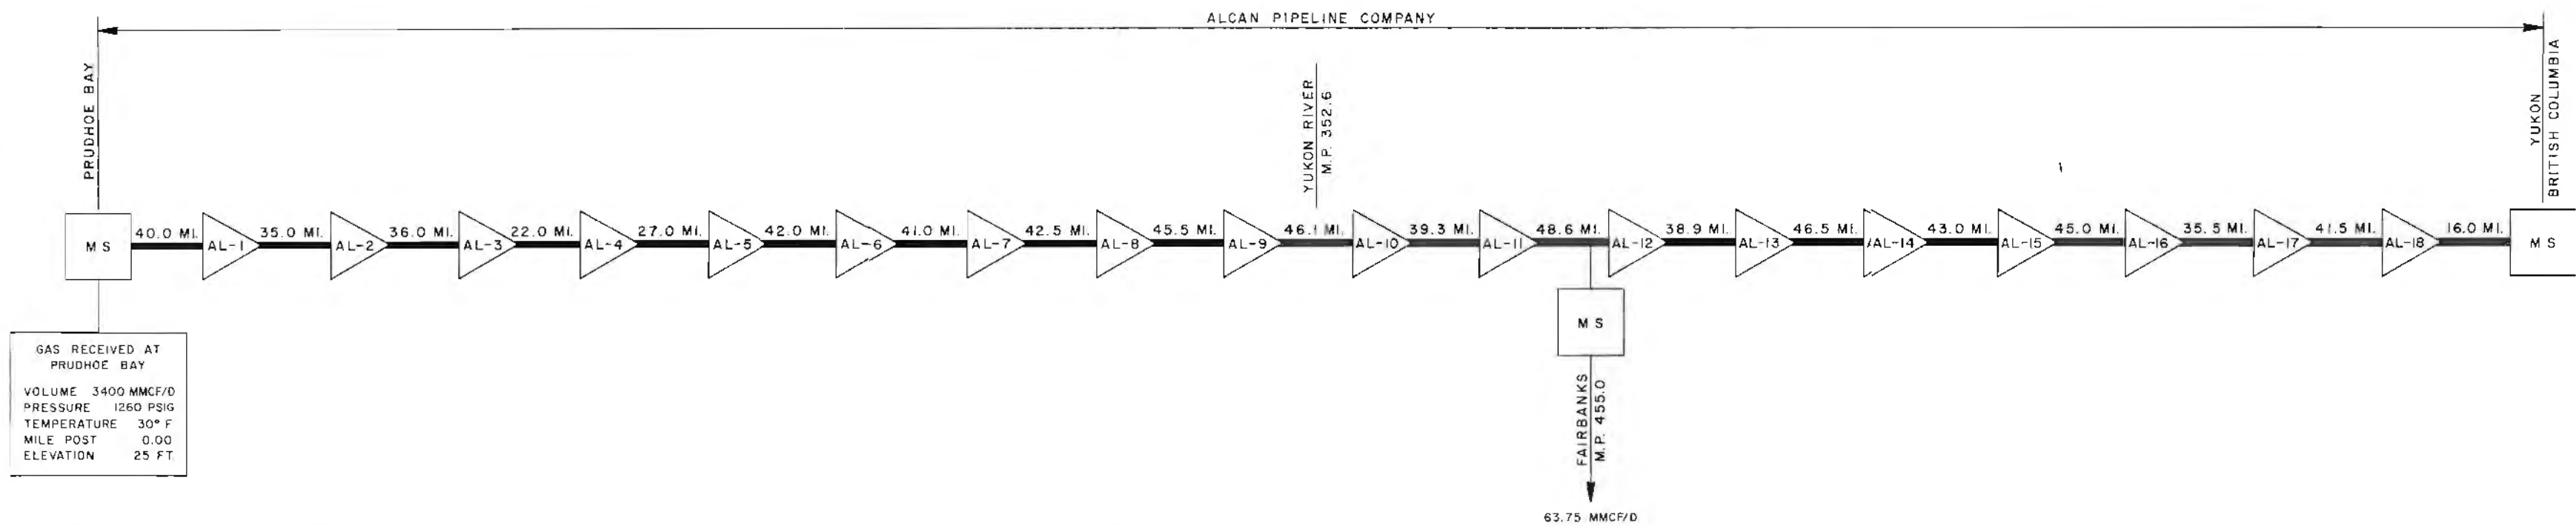 ALCAN PIPELINE COMPANY
PRUDHOE BAY
YUKON RIVER
M.P. 352.6
YUKON
BRITISH COLUMBIA
MS
40.0 MI.
AL-1
35.0 MI.
AL-2
36.0 MI.
AL-3
22.0 MI.
AL-4
27.0 MI.
AL-5
42.0 MI.
AL-6
41.0 MI.
AL-7
42.5 MI.
AL-8
45.5 MI.
AL-9
46.1 MI.
AL-10
39.3 MI.
AL-11
48.6 MI.
AL-12
38.9 MI.
AL-13
46.5 MI.
AL-14
43.0 MI.
AL-15
45.0 MI.
AL-16
35.5 MI.
AL-17
41.5 MI.
AL-18
16.0 MI.
MS
MS
GAS RECEIVED AT
PRUDHOE BAY
VOLUME 3400 MMCF/D
PRESSURE 1260 PSIG
TEMPERATURE 30° F
MILE POST 0.00
ELEVATION 25 FT.
FAIRBANKS
M.P. 455.0
63.75 MMCF/D